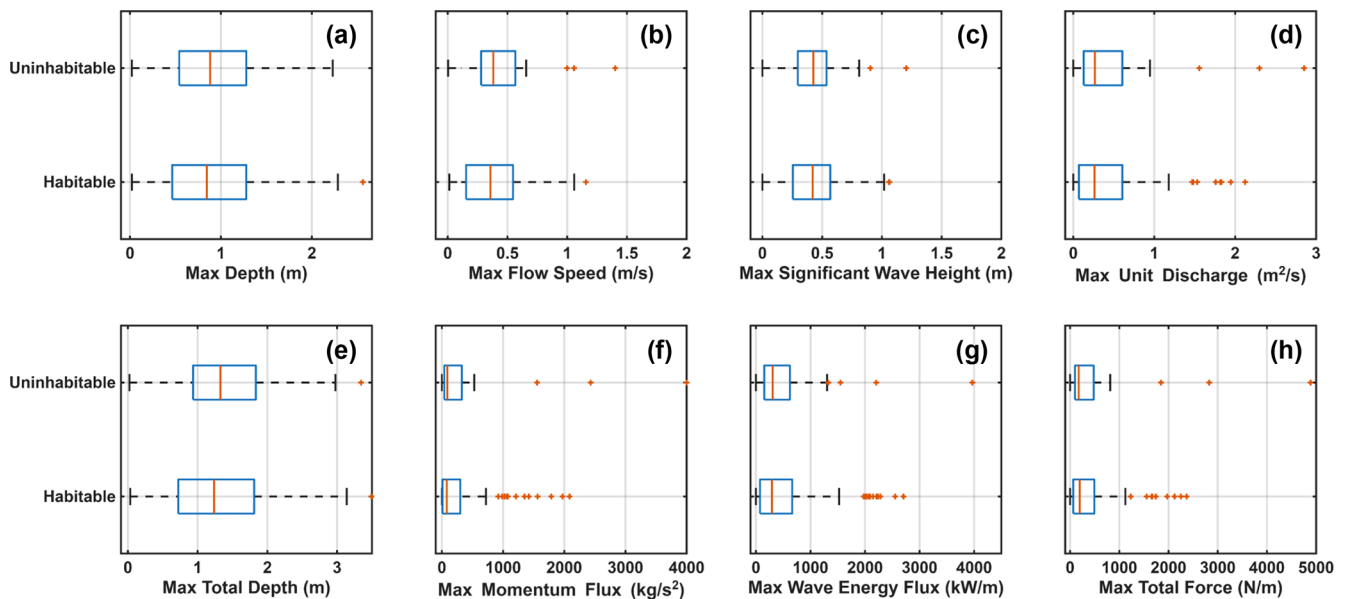 (a) (b) (c) (d)
Uninhabitable
Habitable
0 1 2 0 0.5 1 1.5 2 0 0.5 1 1.5 2 0 1 2 3
Max Depth (m) Max Flow Speed (m/s) Max Significant Wave Height (m) Max Unit Discharge (m²/s)
(e) (f) (g) (h)
Uninhabitable
Habitable
0 1 2 3 0 1000 2000 3000 4000 0 1000 2000 3000 4000 0 1000 2000 3000 4000 5000
Max Total Depth (m) Max Momentum Flux (kg/s²) Max Wave Energy Flux (kW/m) Max Total Force (N/m)